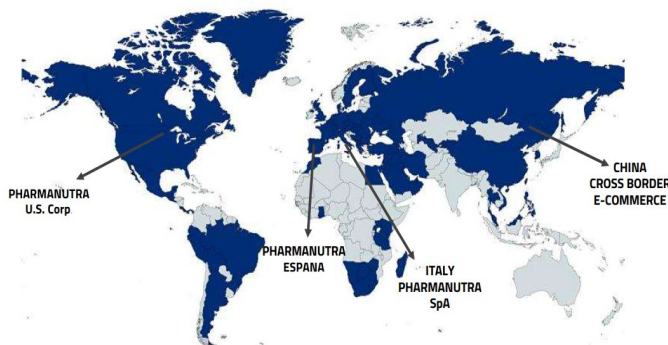 PHARMANUTRA
U.S. Corp
PHARMANUTRA
ESPANA
ITALY
PHARMANUTRA
SpA
CHINA
CROSS BORDER
E-COMMERCE